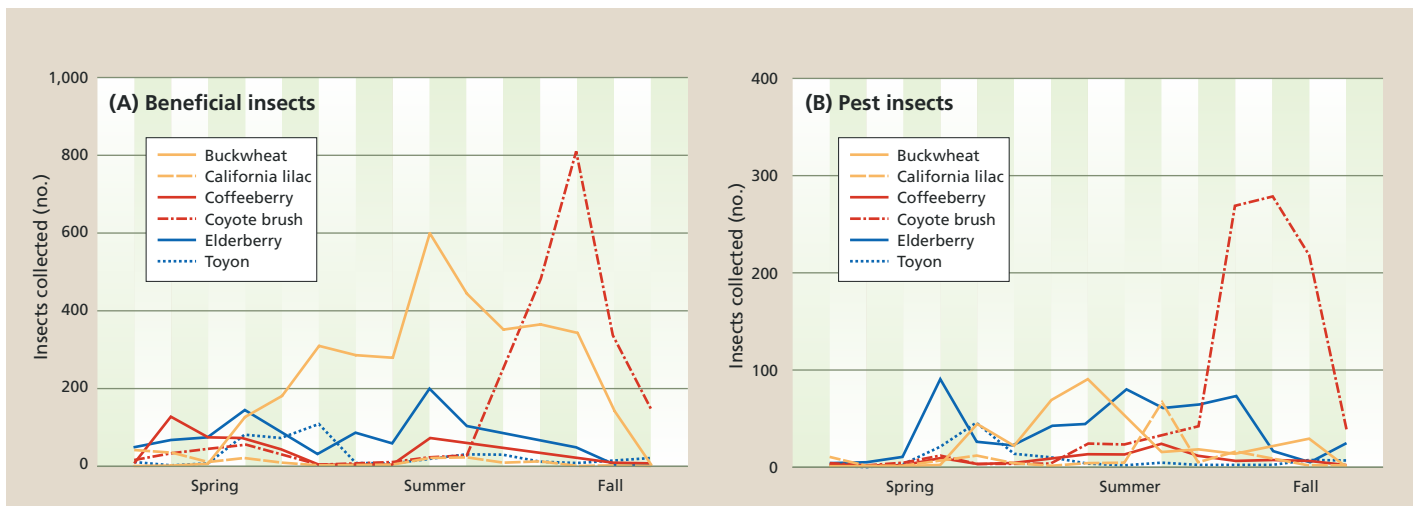 (A) Beneficial insects
Insects collected (no.)
1,000
800
600
400
200
0
Buckwheat
California lilac
Coffeeberry
Coyote brush
Elderberry
Toyon
Spring Summer Fall
(B) Pest insects
Insects collected (no.)
400
300
200
100
0
Buckwheat
California lilac
Coffeeberry
Coyote brush
Elderberry
Toyon
Spring Summer Fall